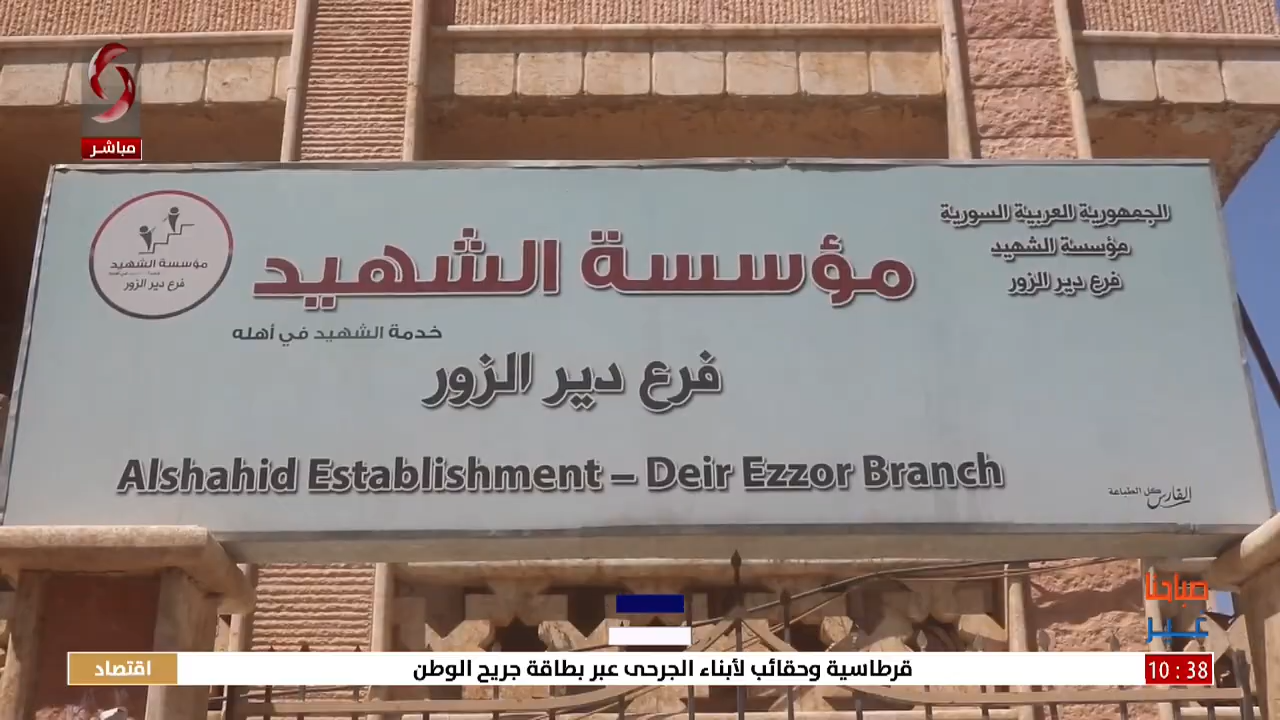 مباشر
الجمهورية العربية السورية
مؤسسة الشهيد
فرع دير الزور
مؤسسة الشهيد
خدمة الشهيد في أهله
فرع دير الزور
Alshahid Establishment – Deir Ezzor Branch
مؤسسة الشهيد
فرع دير الزور
الفارس كل الطباعة
صباحنا
غير
10 : 38
قرطاسية وحقائب لأبناء الجرحى عبر بطاقة جريح الوطن
اقتصاد